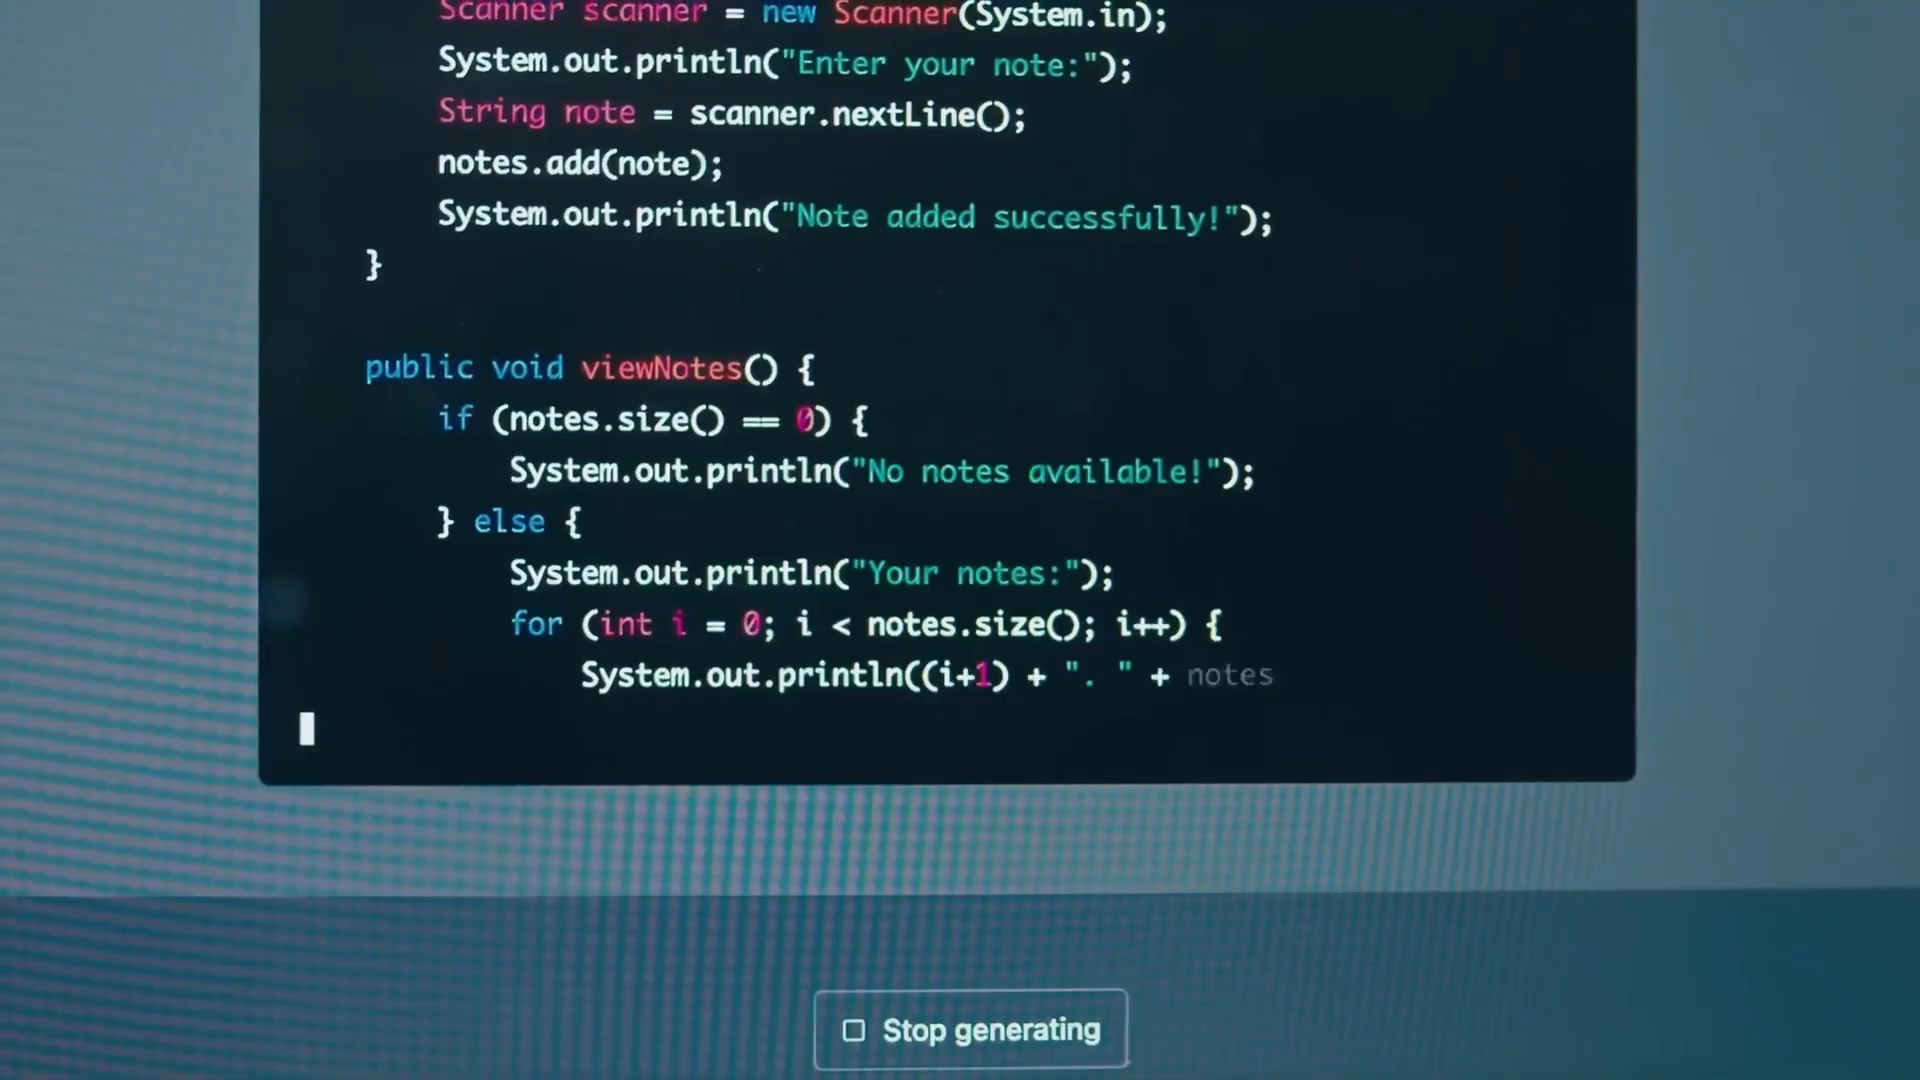 Scanner scanner = new Scanner(System.in);
System.out.println("Enter your note:");
String note = scanner.nextLine();
notes.add(note);
System.out.println("Note added successfully!");
}
public void viewNotes() {
if (notes.size() == 0) {
System.out.println("No notes available!");
} else {
System.out.println("Your notes:");
for (int i = 0; i < notes.size(); i++) {
System.out.println((i+1) + ". " + notes
Stop generating